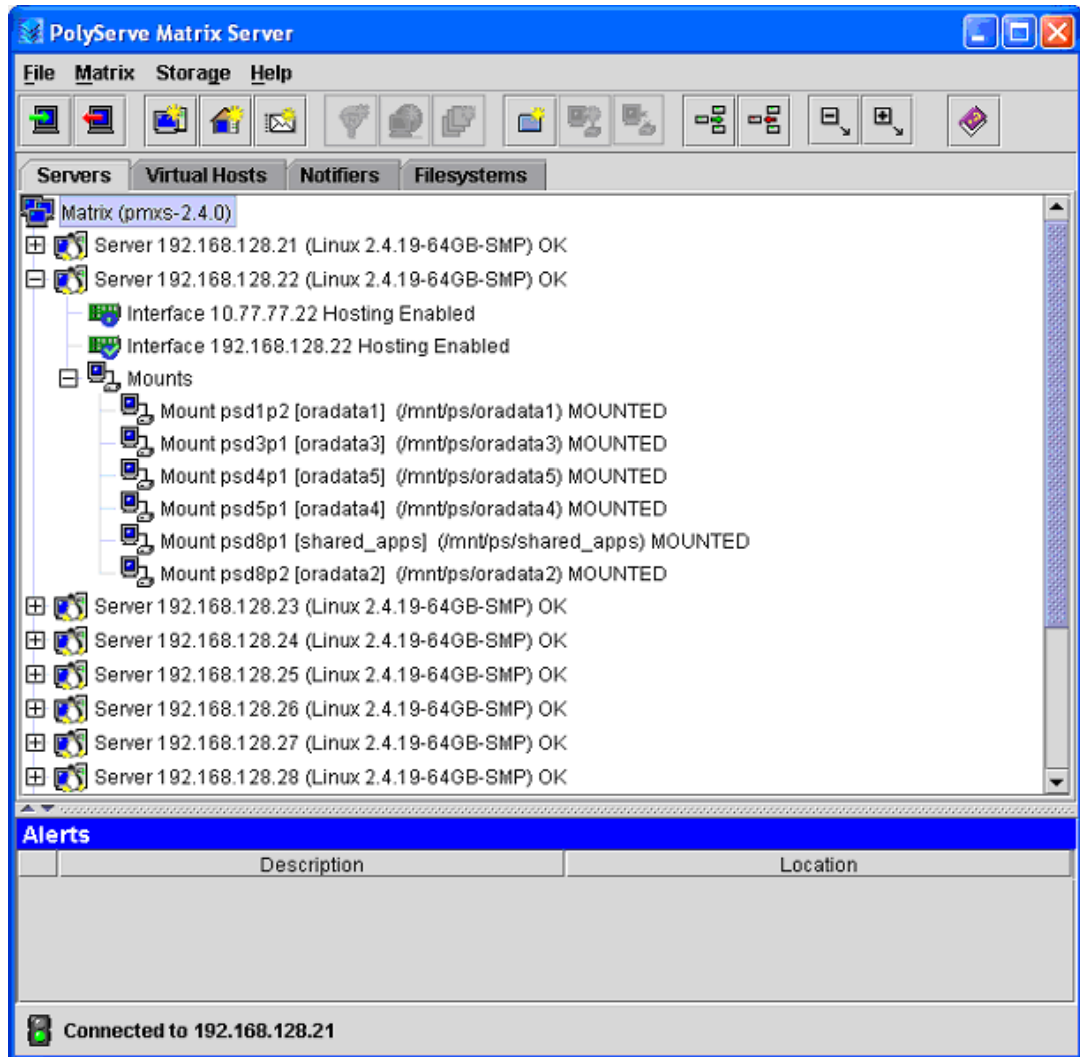 PolyServe Matrix Server
File Matrix Storage Help
Servers Virtual Hosts Notifiers Filesystems
Matrix (pmxs-2.4.0)
Server 192.168.128.21 (Linux 2.4.19-64GB-SMP) OK
Server 192.168.128.22 (Linux 2.4.19-64GB-SMP) OK
Interface 10.77.77.22 Hosting Enabled
Interface 192.168.128.22 Hosting Enabled
Mounts
Mount psd1p2 [oradata1] (/mnt/ps/oradata1) MOUNTED
Mount psd3p1 [oradata3] (/mnt/ps/oradata3) MOUNTED
Mount psd4p1 [oradata5] (/mnt/ps/oradata5) MOUNTED
Mount psd5p1 [oradata4] (/mnt/ps/oradata4) MOUNTED
Mount psd8p1 [shared_apps] (/mnt/ps/shared_apps) MOUNTED
Mount psd8p2 [oradata2] (/mnt/ps/oradata2) MOUNTED
Server 192.168.128.23 (Linux 2.4.19-64GB-SMP) OK
Server 192.168.128.24 (Linux 2.4.19-64GB-SMP) OK
Server 192.168.128.25 (Linux 2.4.19-64GB-SMP) OK
Server 192.168.128.26 (Linux 2.4.19-64GB-SMP) OK
Server 192.168.128.27 (Linux 2.4.19-64GB-SMP) OK
Server 192.168.128.28 (Linux 2.4.19-64GB-SMP) OK
Alerts
Description Location
Connected to 192.168.128.21